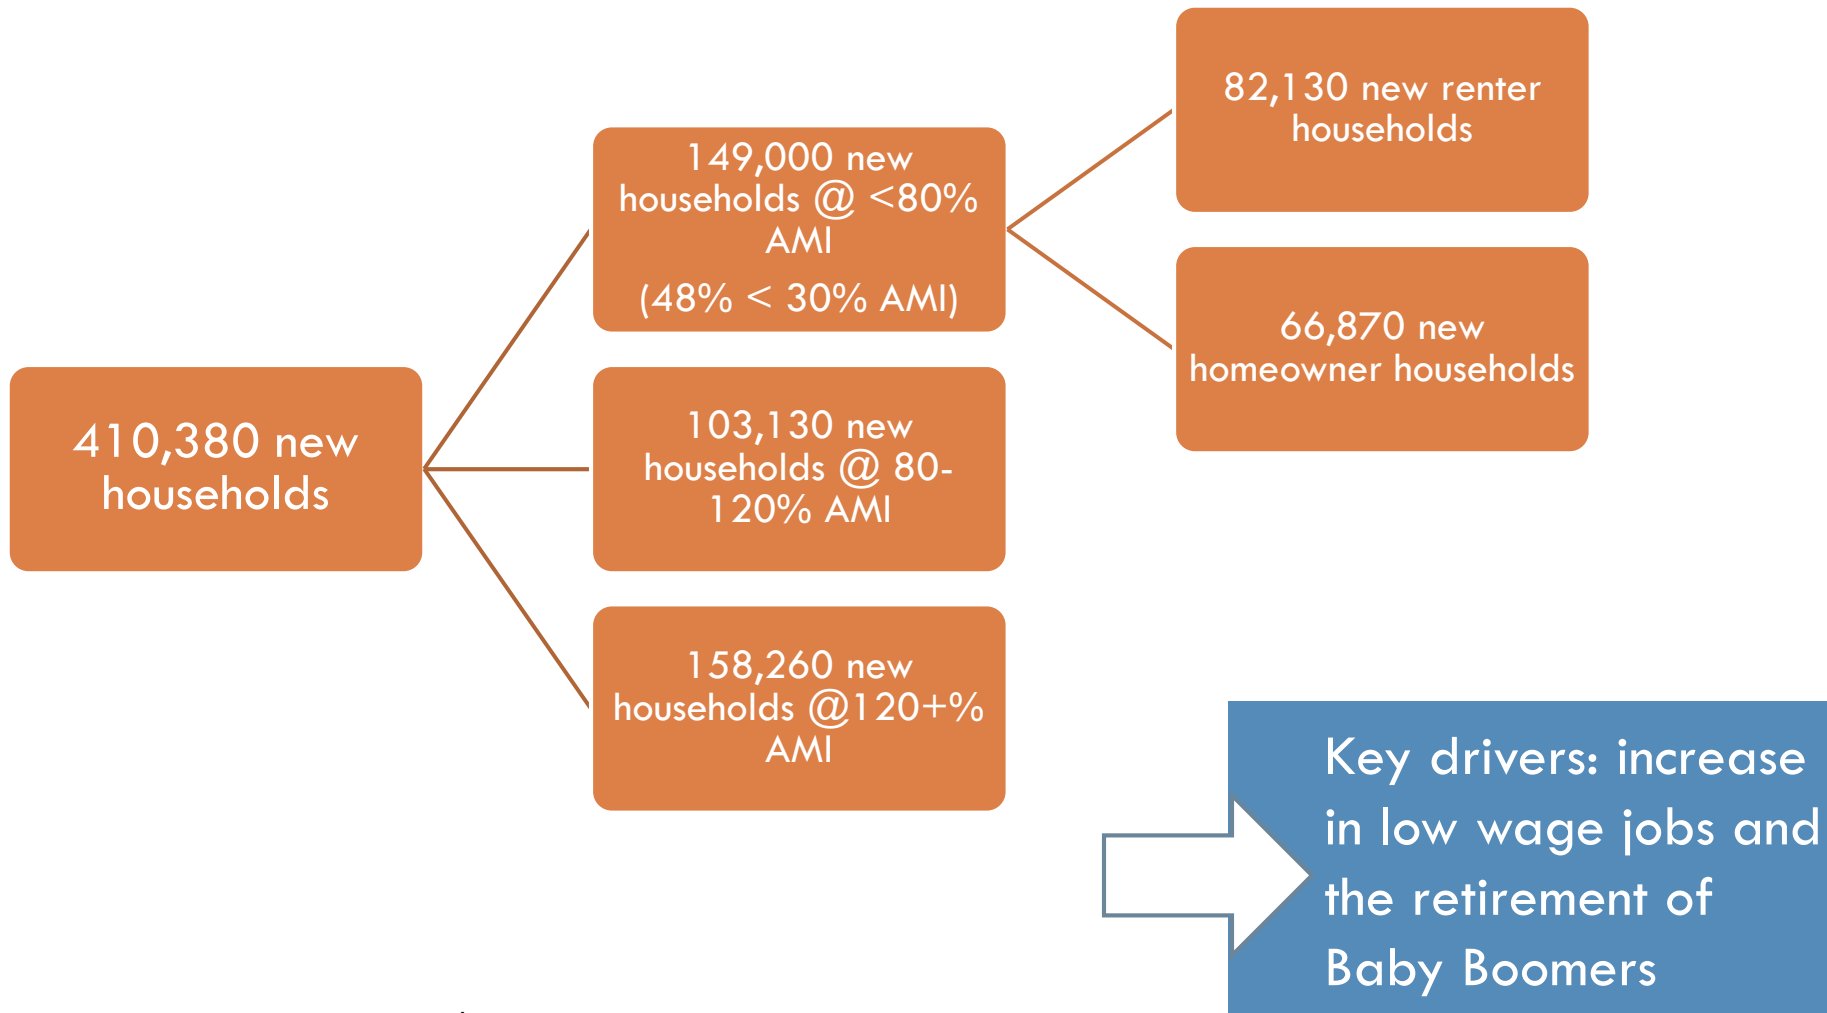 410,380 new
households
149,000 new
households @ <80%
AMI
(48% < 30% AMI)
103,130 new
households @ 80-
120% AMI
158,260 new
households @120+%
AMI
82,130 new renter
households
66,870 new
homeowner households
Key drivers: increase
in low wage jobs and
the retirement of
Baby Boomers